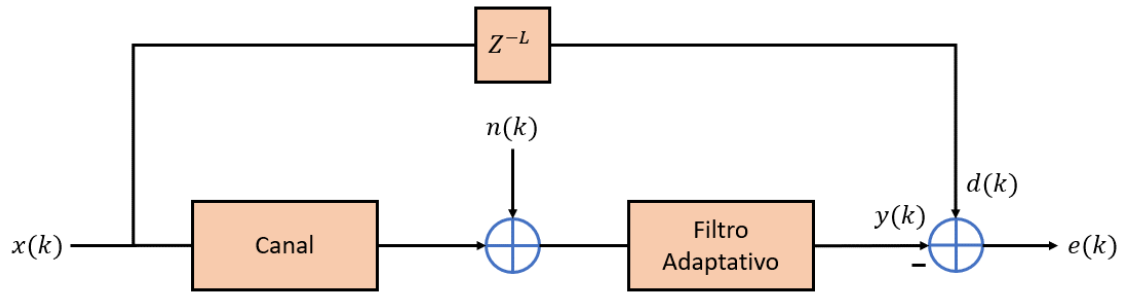 Z^{-L}
n(k)
d(k)
x(k)
Canal
Filtro
Adaptativo
y(k)
−
e(k)